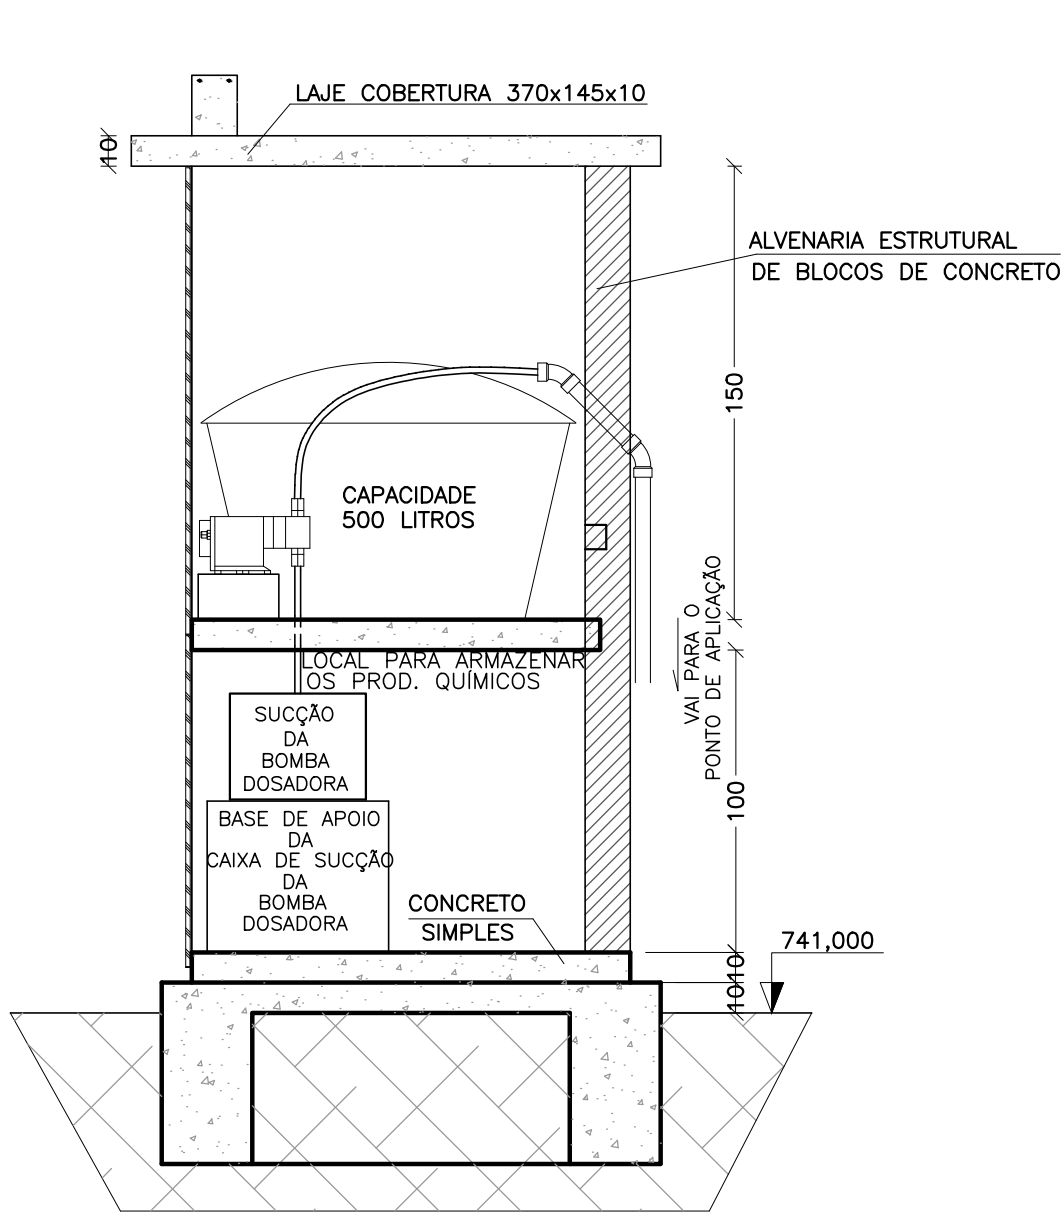 LAJE COBERTURA 370x145x10
10
ALVENARIA ESTRUTURAL
DE BLOCOS DE CONCRETO
150
CAPACIDADE
500 LITROS
VAI PARA O
PONTO DE APLICAÇÃO
LOCAL PARA ARMAZENAR
OS PROD. QUÍMICOS
SUCÇÃO
DA
BOMBA
DOSADORA
100
BASE DE APOIO
DA
CAIXA DE SUCÇÃO
DA
BOMBA
DOSADORA
CONCRETO
SIMPLES
741,000
10
10